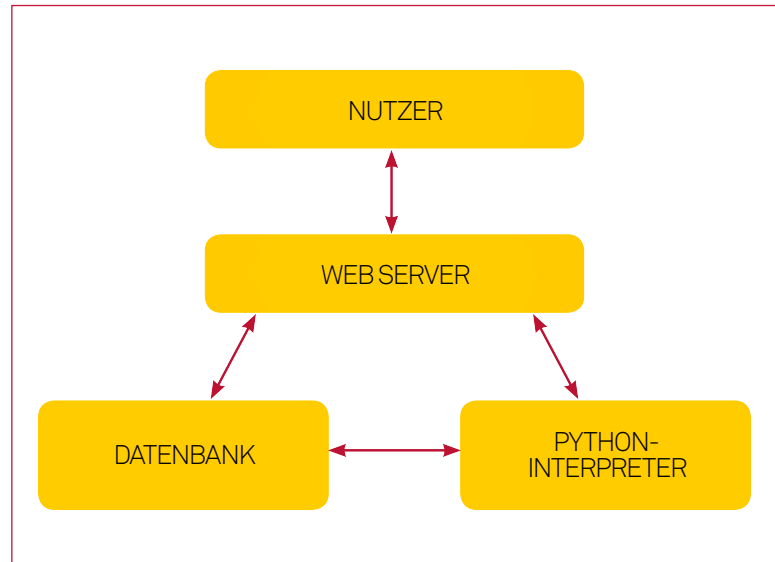 NUTZER
WEB SERVER
DATENBANK
PYTHON-
INTERPRETER